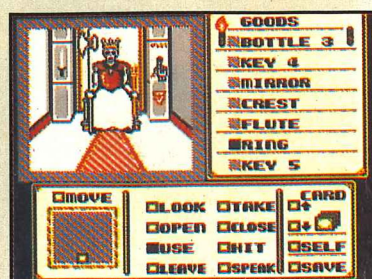 GOODS
BOTTLE 3
KEY 4
MIRROR
CREST
FLUTE
RING
KEY 5
MOVE
LOOK TAKE
OPEN CLOSE
USE HIT
LEAVE SPEAK
CARD
SELF
SAVE